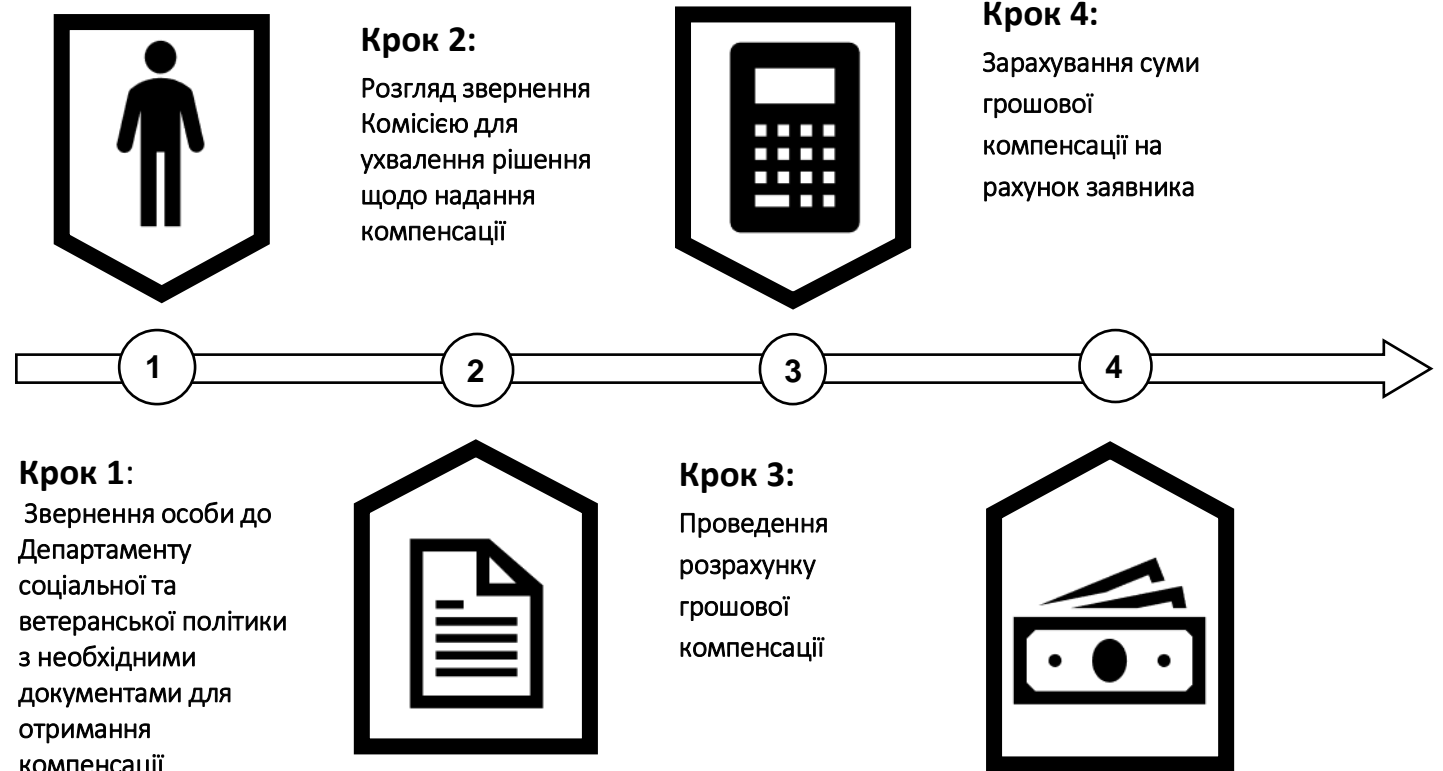 Крок 1:
Звернення особи до
Департаменту
соціальної та
ветеранської політики
з необхідними
документами для
отримання
компенсації
Крок 2:
Розгляд звернення
Комісією для
ухвалення рішення
щодо надання
компенсації
Крок 3:
Проведення
розрахунку
грошової
компенсації
Крок 4:
Зарахування суми
грошової
компенсації на
рахунок заявника
1
2
3
4